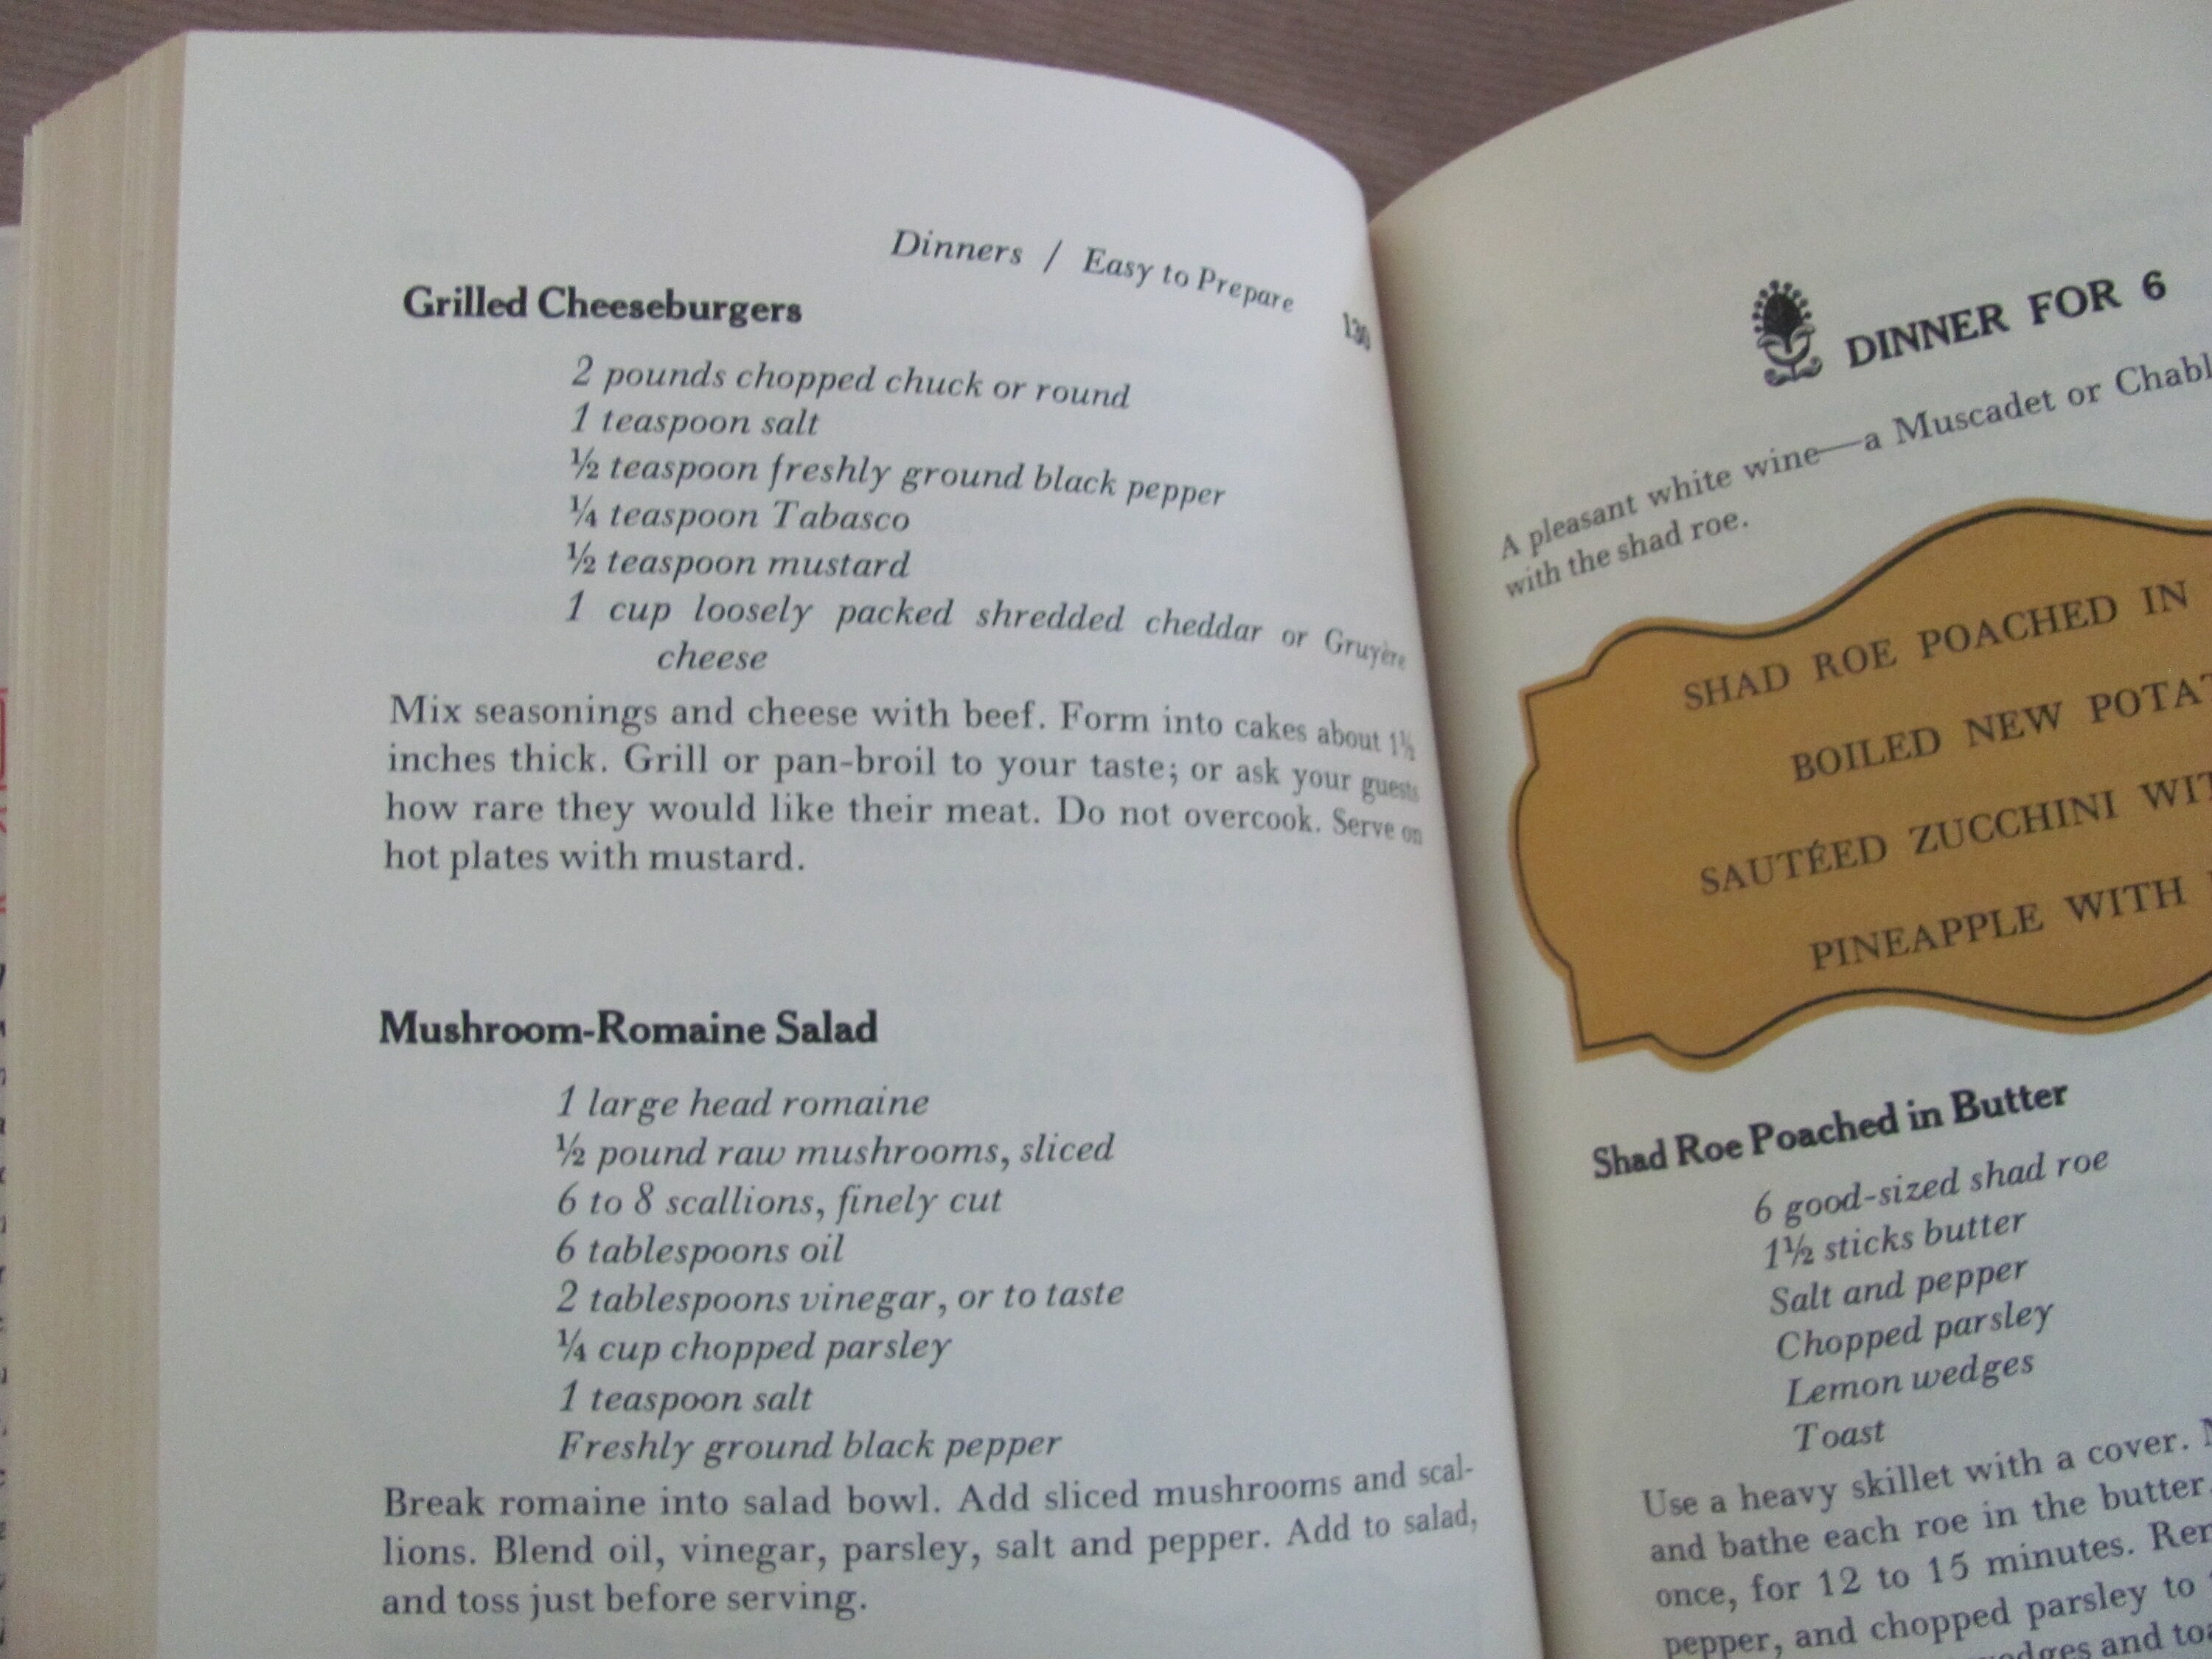 Dinners / Easy to Prepare 130
Grilled Cheeseburgers
2 pounds chopped chuck or round
1 teaspoon salt
½ teaspoon freshly ground black pepper
¼ teaspoon Tabasco
½ teaspoon mustard
1 cup loosely packed shredded cheddar or Gruyère
cheese
Mix seasonings and cheese with beef. Form into cakes about 1½
inches thick. Grill or pan-broil to your taste; or ask your guests
how rare they would like their meat. Do not overcook. Serve on
hot plates with mustard.
Mushroom-Romaine Salad
1 large head romaine
½ pound raw mushrooms, sliced
6 to 8 scallions, finely cut
6 tablespoons oil
2 tablespoons vinegar, or to taste
¼ cup chopped parsley
1 teaspoon salt
Freshly ground black pepper
Break romaine into salad bowl. Add sliced mushrooms and scal-
lions. Blend oil, vinegar, parsley, salt and pepper. Add to salad,
and toss just before serving.
DINNER FOR 6
A pleasant white wine—a Muscadet or Chabl
with the shad roe.
SHAD ROE POACHED IN
BOILED NEW POTA
SAUTÉED ZUCCHINI WIT
PINEAPPLE WITH
Shad Roe Poached in Butter
6 good-sized shad roe
1½ sticks butter
Salt and pepper
Chopped parsley
Lemon wedges
Toast
Use a heavy skillet with a cover.
and bathe each roe in the butter
once, for 12 to 15 minutes.
pepper, and chopped parsley to
and